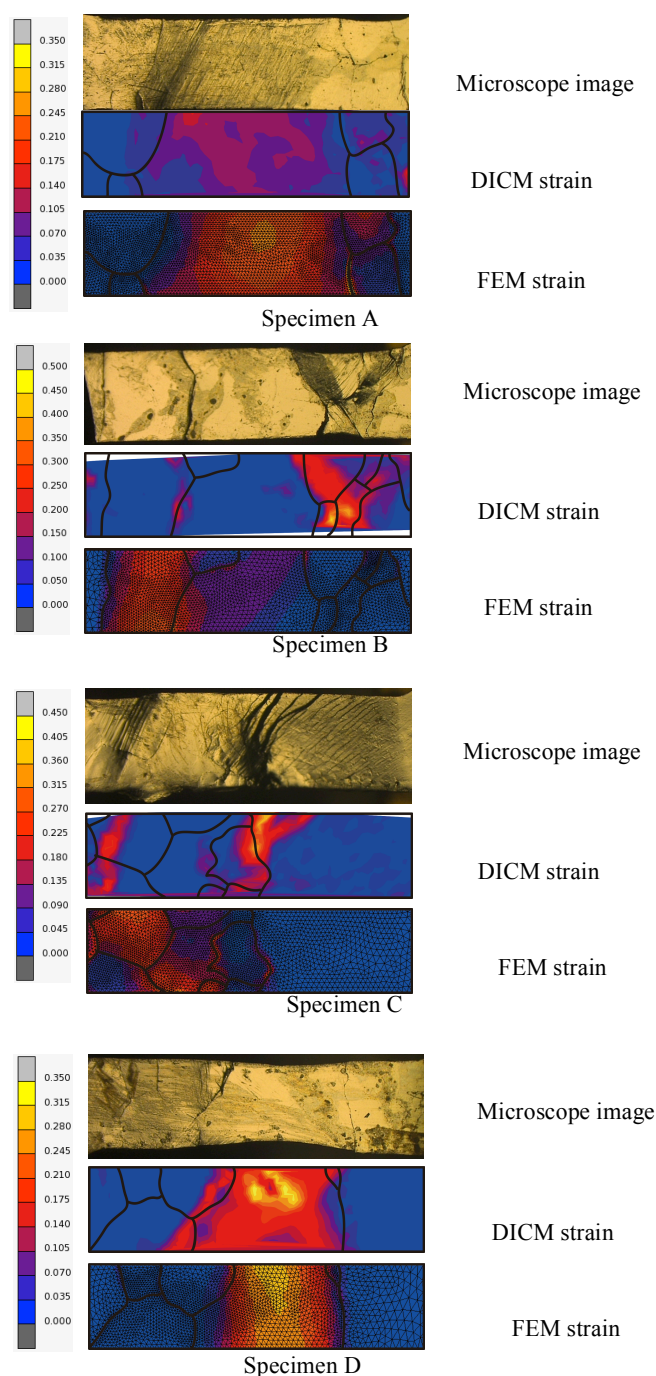 0.350
0.315
0.280
0.245
0.210
0.175
0.140
0.105
0.070
0.035
0.000
Microscope image
DICM strain
FEM strain
Specimen A
0.500
0.450
0.400
0.350
0.300
0.250
0.200
0.150
0.100
0.050
0.000
Microscope image
DICM strain
FEM strain
Specimen B
0.450
0.405
0.360
0.315
0.270
0.225
0.180
0.135
0.090
0.045
0.000
Microscope image
DICM strain
FEM strain
Specimen C
0.350
0.315
0.280
0.245
0.210
0.175
0.140
0.105
0.070
0.035
0.000
Microscope image
DICM strain
FEM strain
Specimen D